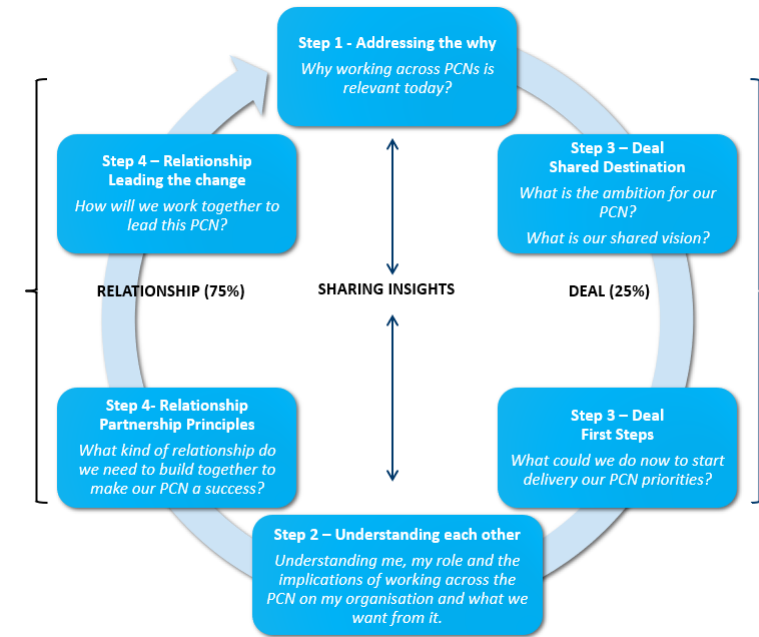 Step 1 - Addressing the why
Why working across PCNs is
relevant today?
Step 4 – Relationship
Leading the change
How will we work together to
lead this PCN?
Step 3 – Deal
Shared Destination
What is the ambition for our
PCN?
What is our shared vision?
RELATIONSHIP (75%)
SHARING INSIGHTS
DEAL (25%)
Step 4- Relationship
Partnership Principles
What kind of relationship do
we need to build together to
make our PCN a success?
Step 3 – Deal
First Steps
What could we do now to start
delivery our PCN priorities?
Step 2 – Understanding each other
Understanding me, my role and the
implications of working across the
PCN on my organisation and what we
want from it.